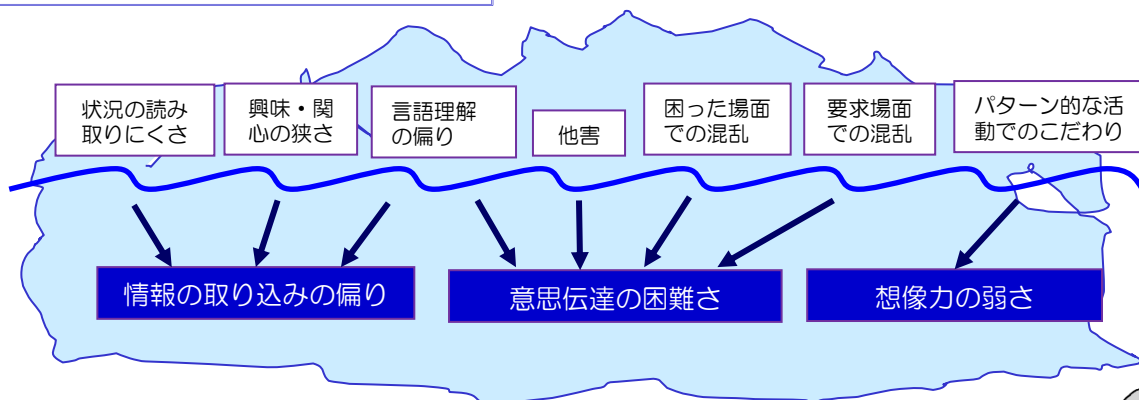 状況の読み
取りにくさ
興味・関
心の狭さ
言語理解
の偏り
他害
困った場面
での混乱
要求場面
での混乱
パターン的な活
動でのこだわり
情報の取り込みの偏り
意思伝達の困難さ
想像力の弱さ